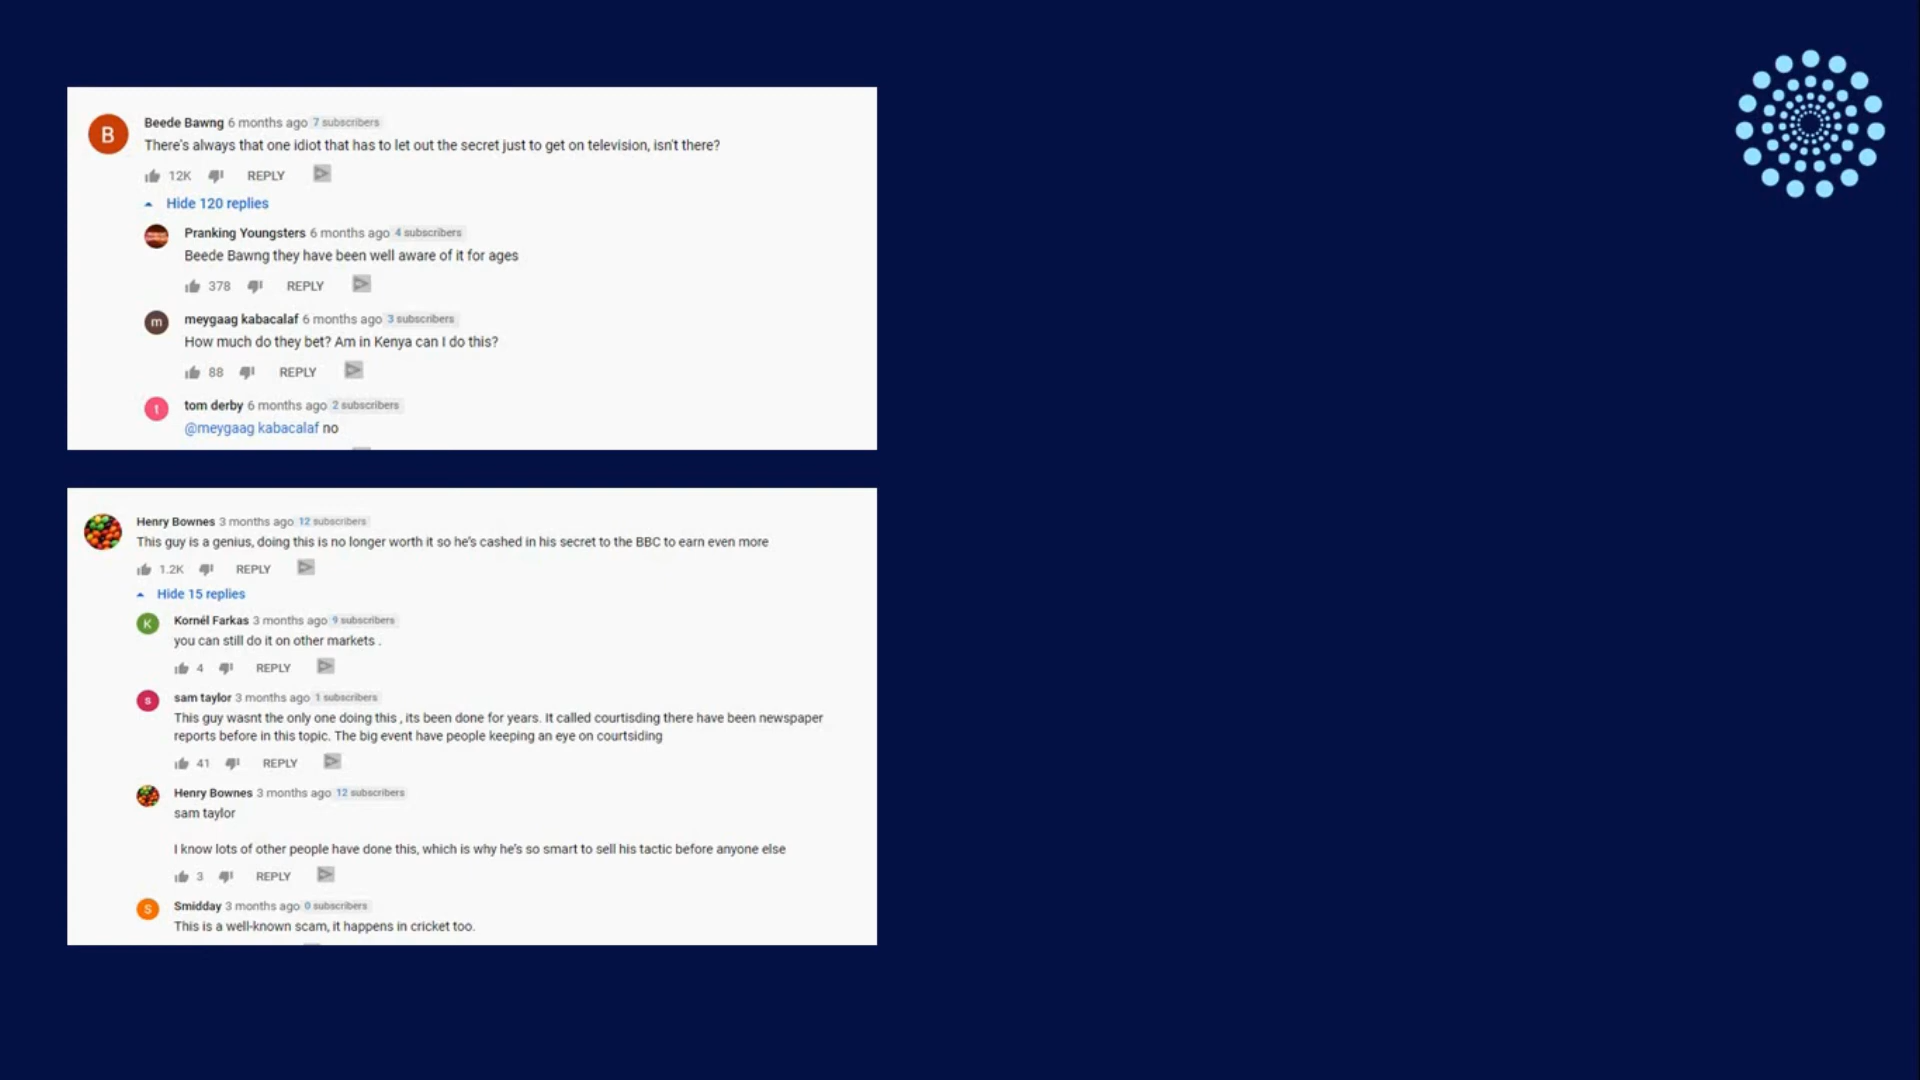 B
Beede Bawng 6 months ago 7 subscribers
There's always that one idiot that has to let out the secret just to get on television, isn't there?
12K REPLY
Hide 120 replies
Pranking Youngsters 6 months ago 4 subscribers
Beede Bawng they have been well aware of it for ages
378 REPLY
m
meygaag kabacalaf 6 months ago 3 subscribers
How much do they bet? Am in Kenya can I do this?
88 REPLY
t
tom derby 6 months ago 2 subscribers
@meygaag kabacalaf no
Henry Bownes 3 months ago 12 subscribers
This guy is a genius, doing this is no longer worth it so he's cashed in his secret to the BBC to earn even more
1.2K REPLY
Hide 15 replies
K
Kornél Farkas 3 months ago 9 subscribers
you can still do it on other markets .
4 REPLY
s
sam taylor 3 months ago 1 subscribers
This guy wasnt the only one doing this , its been done for years. It called courtisding there have been newspaper
reports before in this topic. The big event have people keeping an eye on courtsiding
41 REPLY
Henry Bownes 3 months ago 12 subscribers
sam taylor
I know lots of other people have done this, which is why he's so smart to sell his tactic before anyone else
3 REPLY
S
Smidday 3 months ago 0 subscribers
This is a well-known scam, it happens in cricket too.